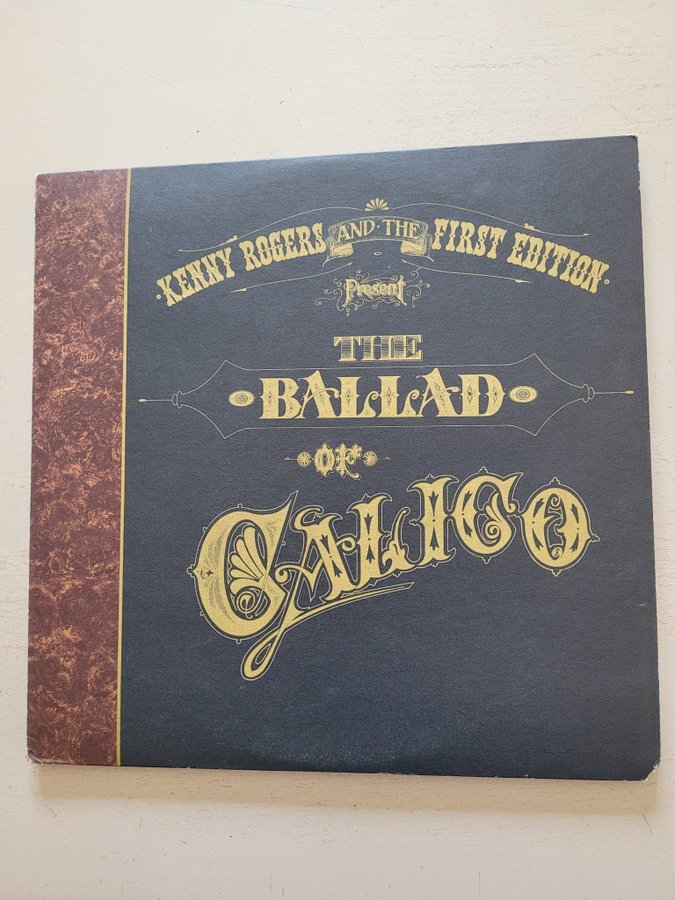 KENNY ROGERS AND THE FIRST EDITION
Present
THE
BALLAD
OF
CALICO